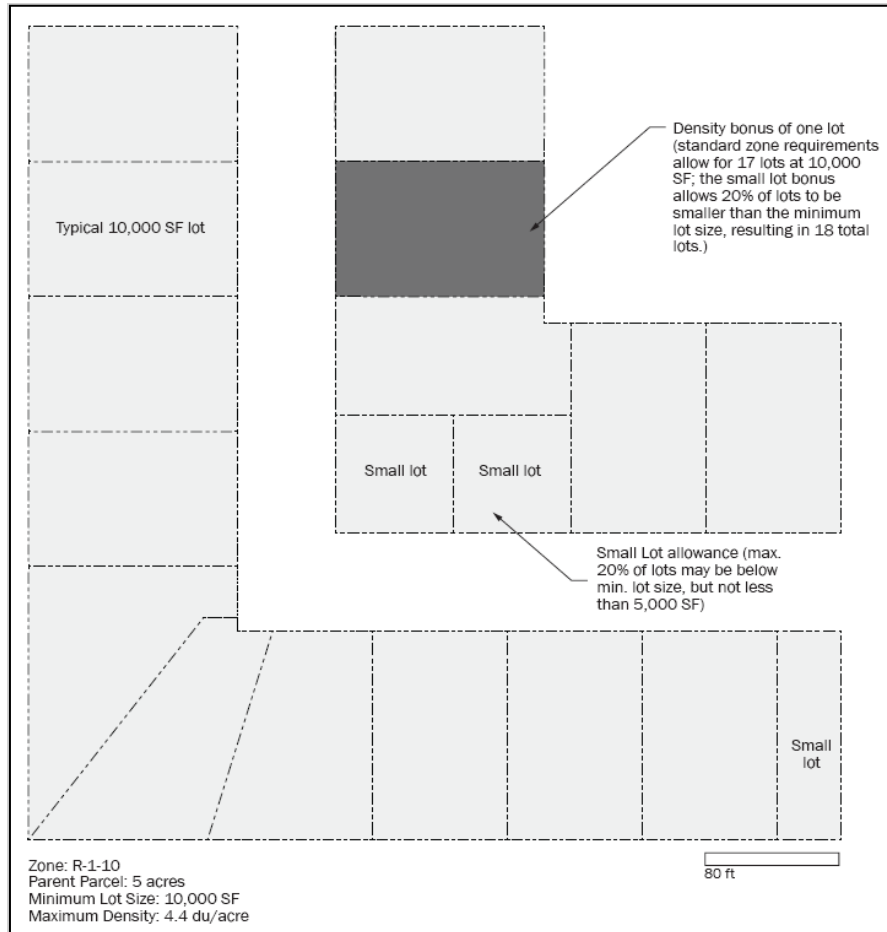 Density bonus of one lot
(standard zone requirements
allow for 17 lots at 10,000
SF; the small lot bonus
allows 20% of lots to be
smaller than the minimum
lot size, resulting in 18 total
lots.)
Typical 10,000 SF lot
Small lot
Small lot
Small Lot allowance (max.
20% of lots may be below
min. lot size, but not less
than 5,000 SF)
Small
lot
Zone: R-1-10
Parent Parcel: 5 acres
Minimum Lot Size: 10,000 SF
Maximum Density: 4.4 du/acre
80 ft